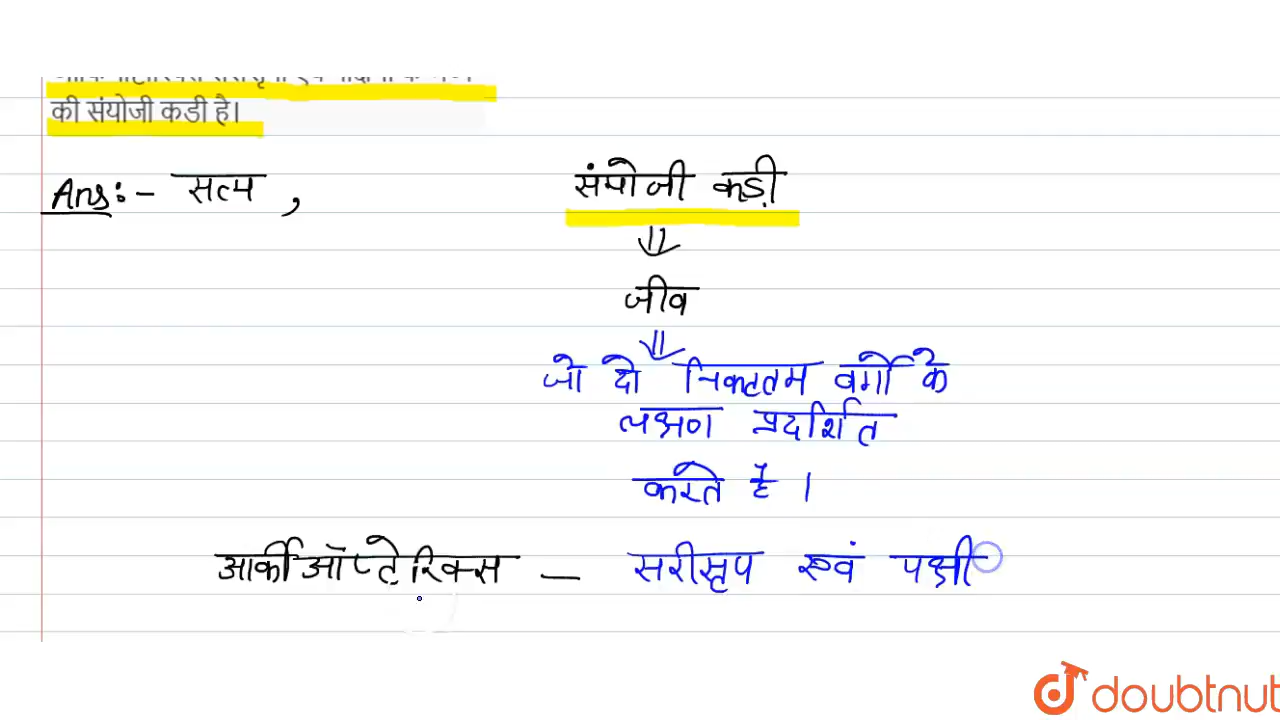 की संयोजी कडी है।
Ans:- सत्य ,
संयोजी कड़ी
जीव
जो दो निकटतम वर्गो के
लक्षण प्रदर्शित
करते है ।
आर्कीऑप्टेरिक्स — सरीसृप एवं पक्षी
doubtnut